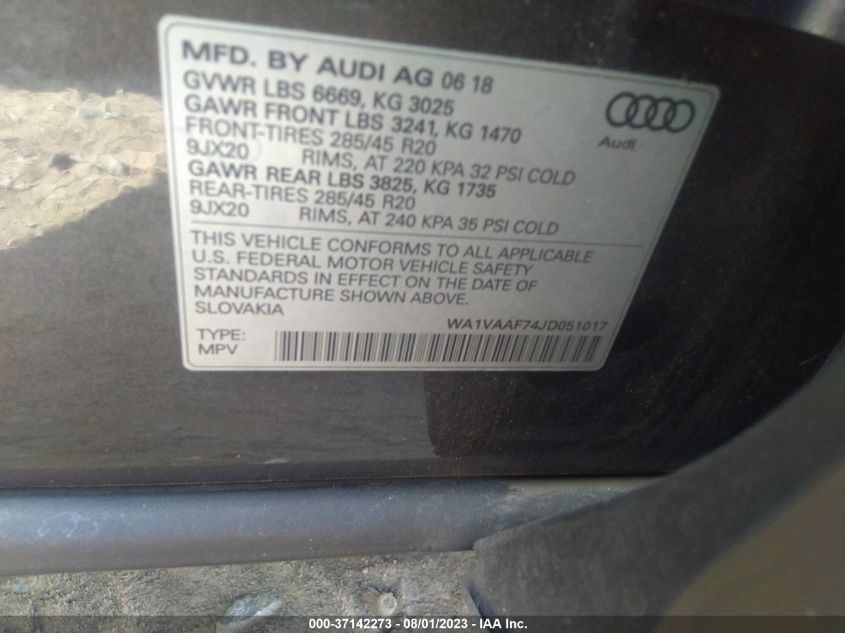 MFD. BY AUDI AG 06 18
GVWR LBS 6669, KG 3025
GAWR FRONT LBS 3241, KG 1470
FRONT-TIRES 285/45 R20
9JX20 RIMS, AT 220 KPA 32 PSI COLD
GAWR REAR LBS 3825, KG 1735
REAR-TIRES 285/45 R20
9JX20 RIMS, AT 240 KPA 35 PSI COLD
Audi
THIS VEHICLE CONFORMS TO ALL APPLICABLE
U.S. FEDERAL MOTOR VEHICLE SAFETY
STANDARDS IN EFFECT ON THE DATE OF
MANUFACTURE SHOWN ABOVE.
SLOVAKIA
WA1VAAF74JD051017
TYPE:
MPV
000-37142273 - 08/01/2023 - IAA Inc.